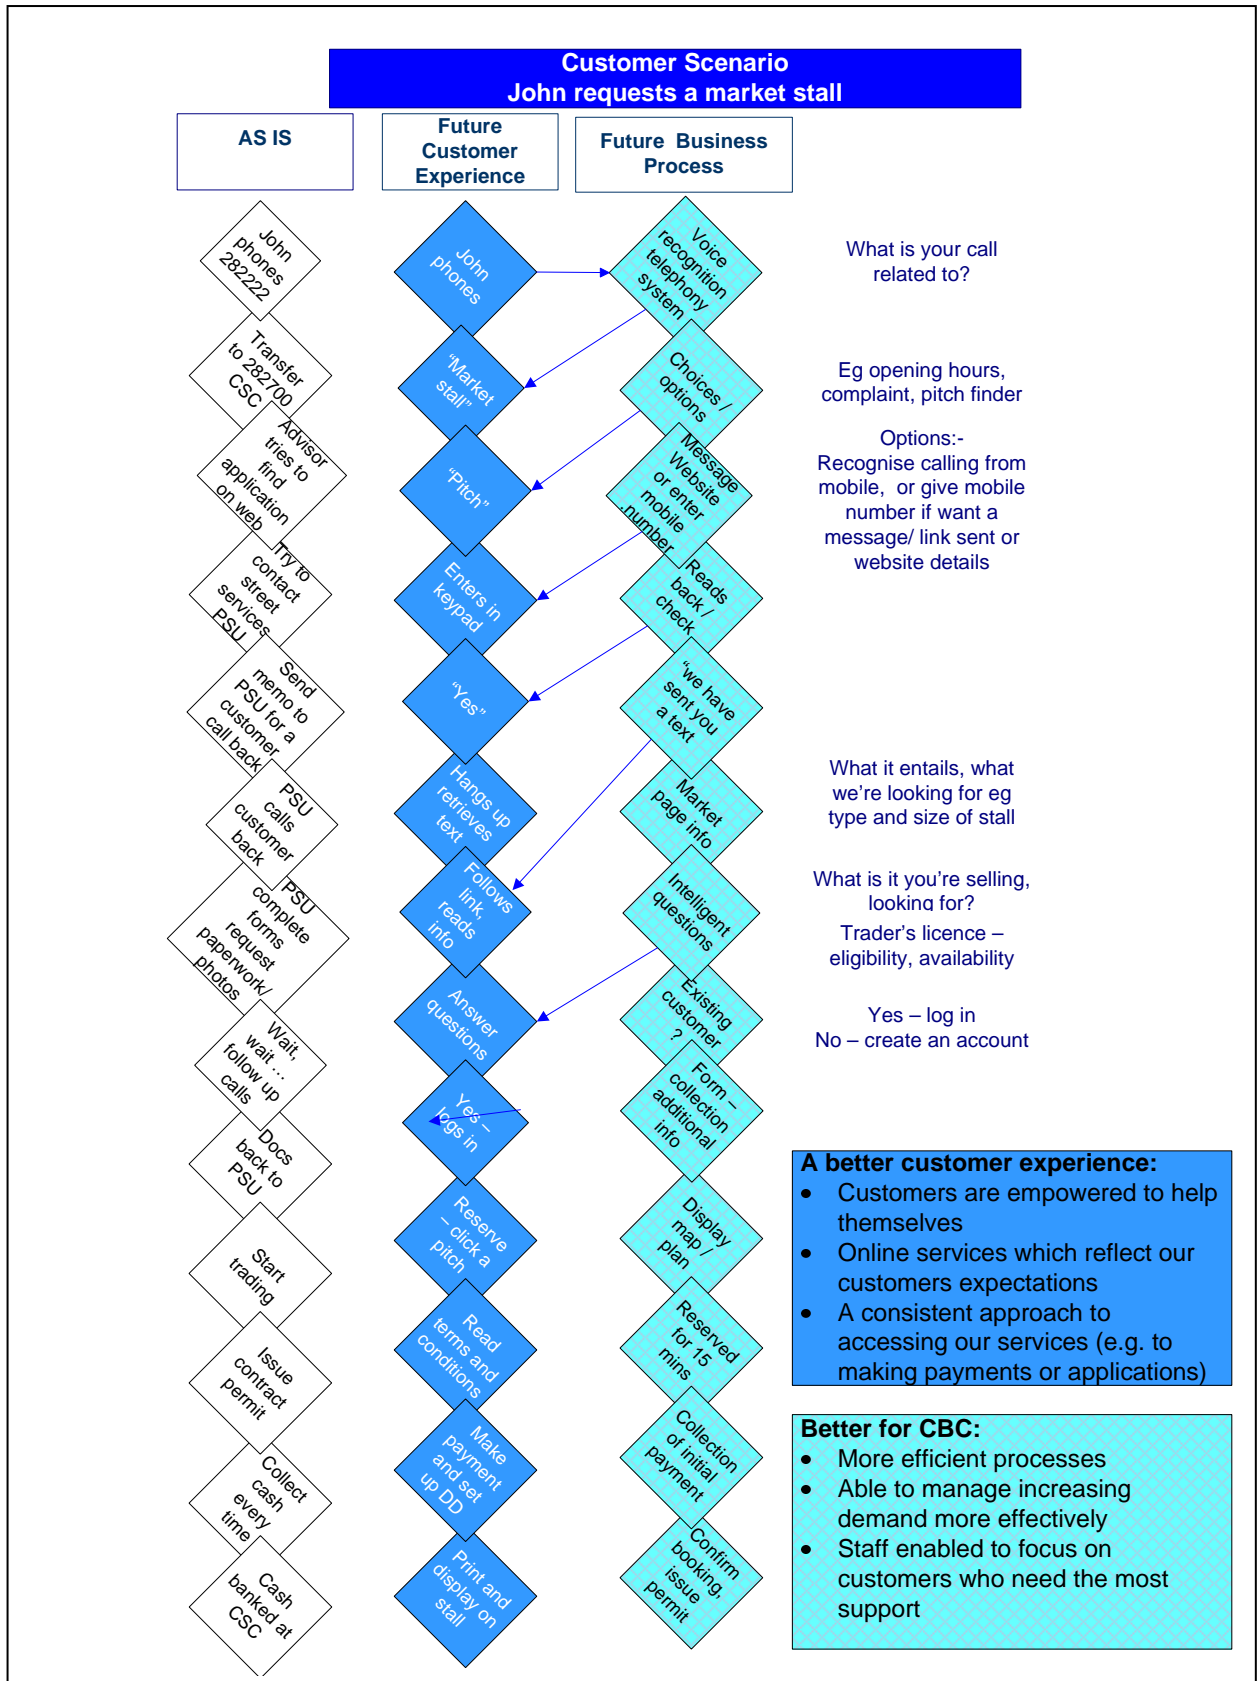 Customer Scenario
John requests a market stall
AS IS
Future
Customer
Experience
Future  Business
Process
John
phones
282222
Transfer
to 282700
CSC
Advisor
tries to
find
application
on web
Try to
contact
street
services
PSU
Send
memo to
PSU for a
customer
call back
PSU
calls
customer
back
PSU
complete
forms
request
paperwork/
photos
Wait,
wait …
follow up
calls
Docs
back to
PSU
Start
trading
Issue
contract
permit
Collect
cash
every
time
Cash
banked at
CSC
John
phones
“Market
stall”
“Pitch”
Enters in
keypad
“Yes”
Hangs up
retrieves
text
Follows
link,
reads
info
Answer
questions
Yes –
logs in
Reserve
– click a
pitch
Read
terms and
conditions
Make
payment
and set
up DD
Print and
display on
stall
Voice
recognition
telephony
system
Choices /
options
Message
Website
or enter
mobile
.number
Reads
back /
check
“we have
sent you
a text
Market
page info
Intelligent
questions
Existing
customer
?
Form –
collection
additional
info
Display
map /
plan
Reserved
for 15
mins
Collection
of initial
payment
Confirm
booking,
issue
permit
What is your call
related to?
Eg opening hours,
complaint, pitch finder
Options:-
Recognise calling from
mobile,  or give mobile
number if want a
message/ link sent or
website details
What it entails, what
we’re looking for eg
type and size of stall
What is it you’re selling,
looking for?
Trader’s licence –
eligibility, availability
Yes – log in
No – create an account
A better customer experience:
• Customers are empowered to help
themselves
• Online services which reflect our
customers expectations
• A consistent approach to
accessing our services (e.g. to
making payments or applications)
Better for CBC:
• More efficient processes
• Able to manage increasing
demand more effectively
• Staff enabled to focus on
customers who need the most
support